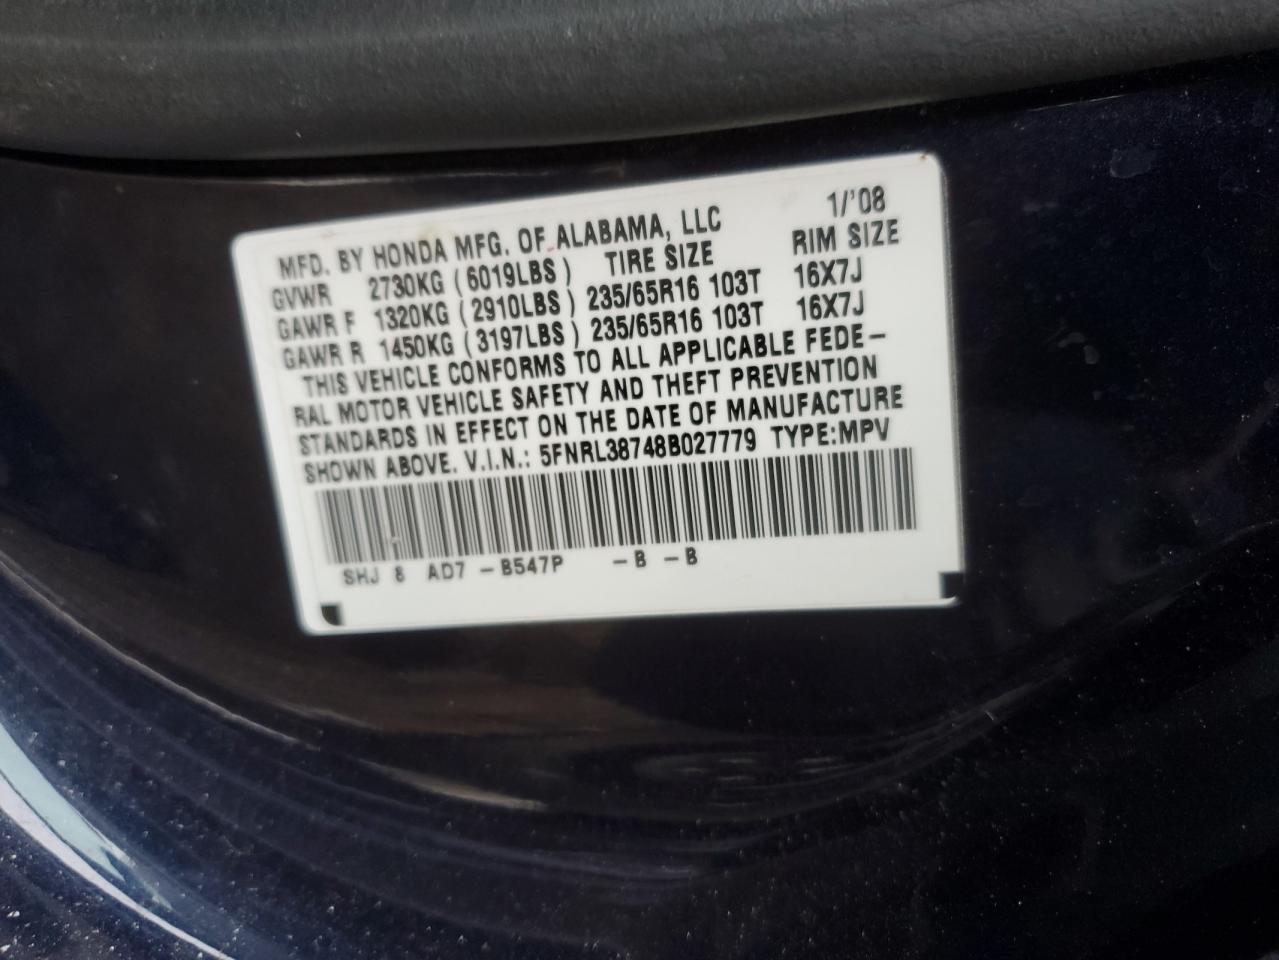 MFD. BY HONDA MFG. OF ALABAMA, LLC 1/'08
GVWR 2730KG (6019LBS) TIRE SIZE RIM SIZE
GAWR F 1320KG (2910LBS) 235/65R16 103T 16X7J
GAWR R 1450KG (3197LBS) 235/65R16 103T 16X7J
THIS VEHICLE CONFORMS TO ALL APPLICABLE FEDE-
RAL MOTOR VEHICLE SAFETY AND THEFT PREVENTION
STANDARDS IN EFFECT ON THE DATE OF MANUFACTURE
SHOWN ABOVE. V.I.N.: 5FNRL38748B027779 TYPE:MPV
SHJ 8 AD7 -B547P -B -B